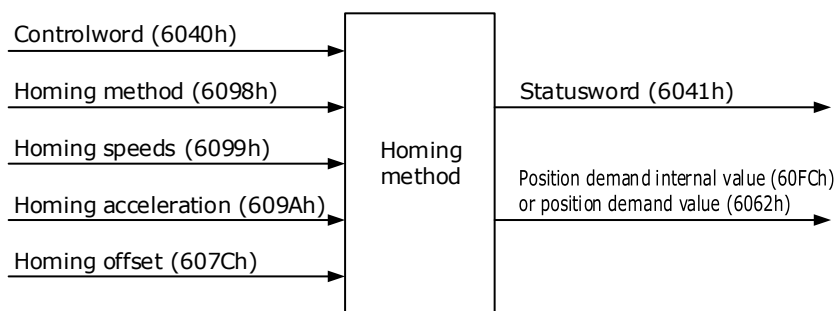 Controlword (6040h)
Homing method (6098h)
Homing speeds (6099h)
Homing acceleration (609Ah)
Homing offset (607Ch)
Homing
method
Statusword (6041h)
Position demand internal value (60FCh)
or position demand value (6062h)